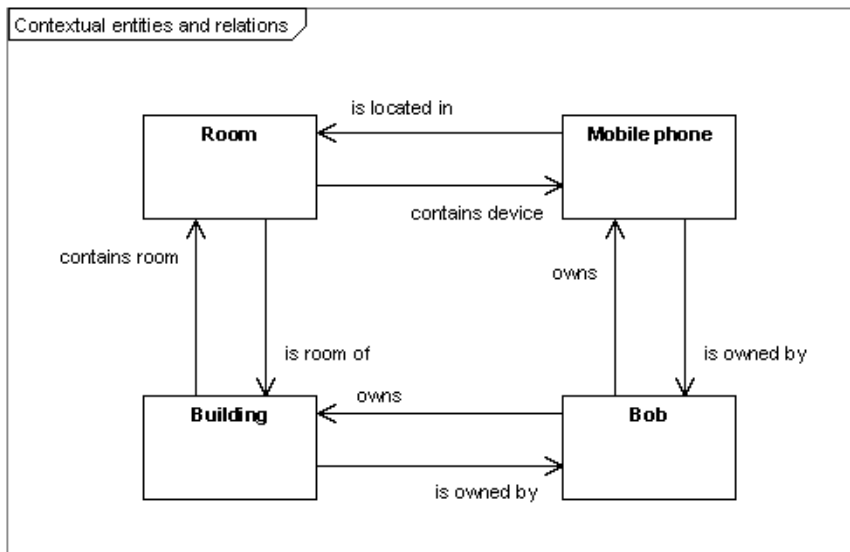 Contextual entities and relations
is located in
Room
Mobile phone
contains device
contains room
owns
is room of
is owned by
Building
owns
Bob
is owned by